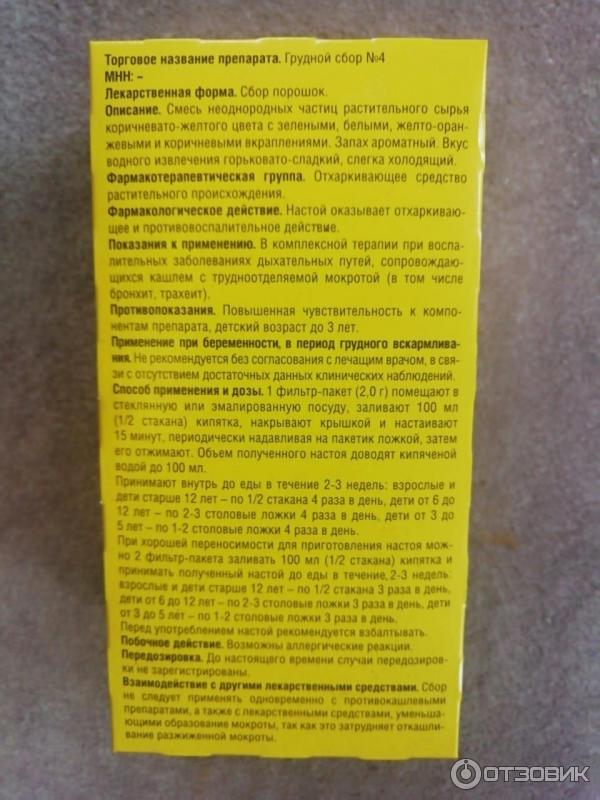 Торговое название препарата. Грудной сбор №4
МНН: –
Лекарственная форма. Сбор порошок.
Описание. Смесь неоднородных частиц растительного сырья
коричневато-желтого цвета с зелеными, белыми, желто-оран-
жевыми и коричневыми вкраплениями. Запах ароматный. Вкус
водного извлечения горьковато-сладкий, слегка холодящий.
Фармакотерапевтическая группа. Отхаркивающее средство
растительного происхождения.
Фармакологическое действие. Настой оказывает отхаркиваю-
щее и противовоспалительное действие.
Показания к применению. В комплексной терапии при воспа-
лительных заболеваниях дыхательных путей, сопровождаю-
щихся кашлем с трудноотделяемой мокротой (в том числе
бронхит, трахеит).
Противопоказания. Повышенная чувствительность к компо-
нентам препарата, детский возраст до 3 лет.
Применение при беременности, в период грудного вскармлива-
ния. Не рекомендуется без согласования с лечащим врачом, в свя-
зи с отсутствием достаточных данных клинических наблюдений.
Способ применения и дозы. 1 фильтр-пакет (2,0 г) помещают в
стеклянную или эмалированную посуду, заливают 100 мл
(1/2 стакана) кипятка, накрывают крышкой и настаивают
15 минут, периодически надавливая на пакетик ложкой, затем
его отжимают. Объем полученного настоя доводят кипяченой
водой до 100 мл.
Принимают внутрь до еды в течение 2-3 недель: взрослые и
дети старше 12 лет – по 1/2 стакана 4 раза в день, дети от 6 до
12 лет – по 2-3 столовые ложки 4 раза в день, дети от 3 до
5 лет – по 1-2 столовые ложки 4 раза в день.
При хорошей переносимости для приготовления настоя мож-
но 2 фильтр-пакета заливать 100 мл (1/2 стакана) кипятка и
принимать полученный настой до еды в течение 2-3 недель:
взрослые и дети старше 12 лет – по 1/2 стакана 3 раза в день,
дети от 6 до 12 лет – по 2-3 столовые ложки 3 раза в день, дети
от 3 до 5 лет – по 1-2 столовые ложки 3 раза в день.
Перед употреблением настой рекомендуется взбалтывать.
Побочное действие. Возможны аллергические реакции.
Передозировка. До настоящего времени случаи передозиров-
ки не зарегистрированы.
Взаимодействие с другими лекарственными средствами. Сбор
не следует применять одновременно с противокашлевыми
препаратами, а также с лекарственными средствами, уменьша-
ющими образование мокроты, так как это затрудняет откашли-
вание разжиженной мокроты.
ОТЗОВИК